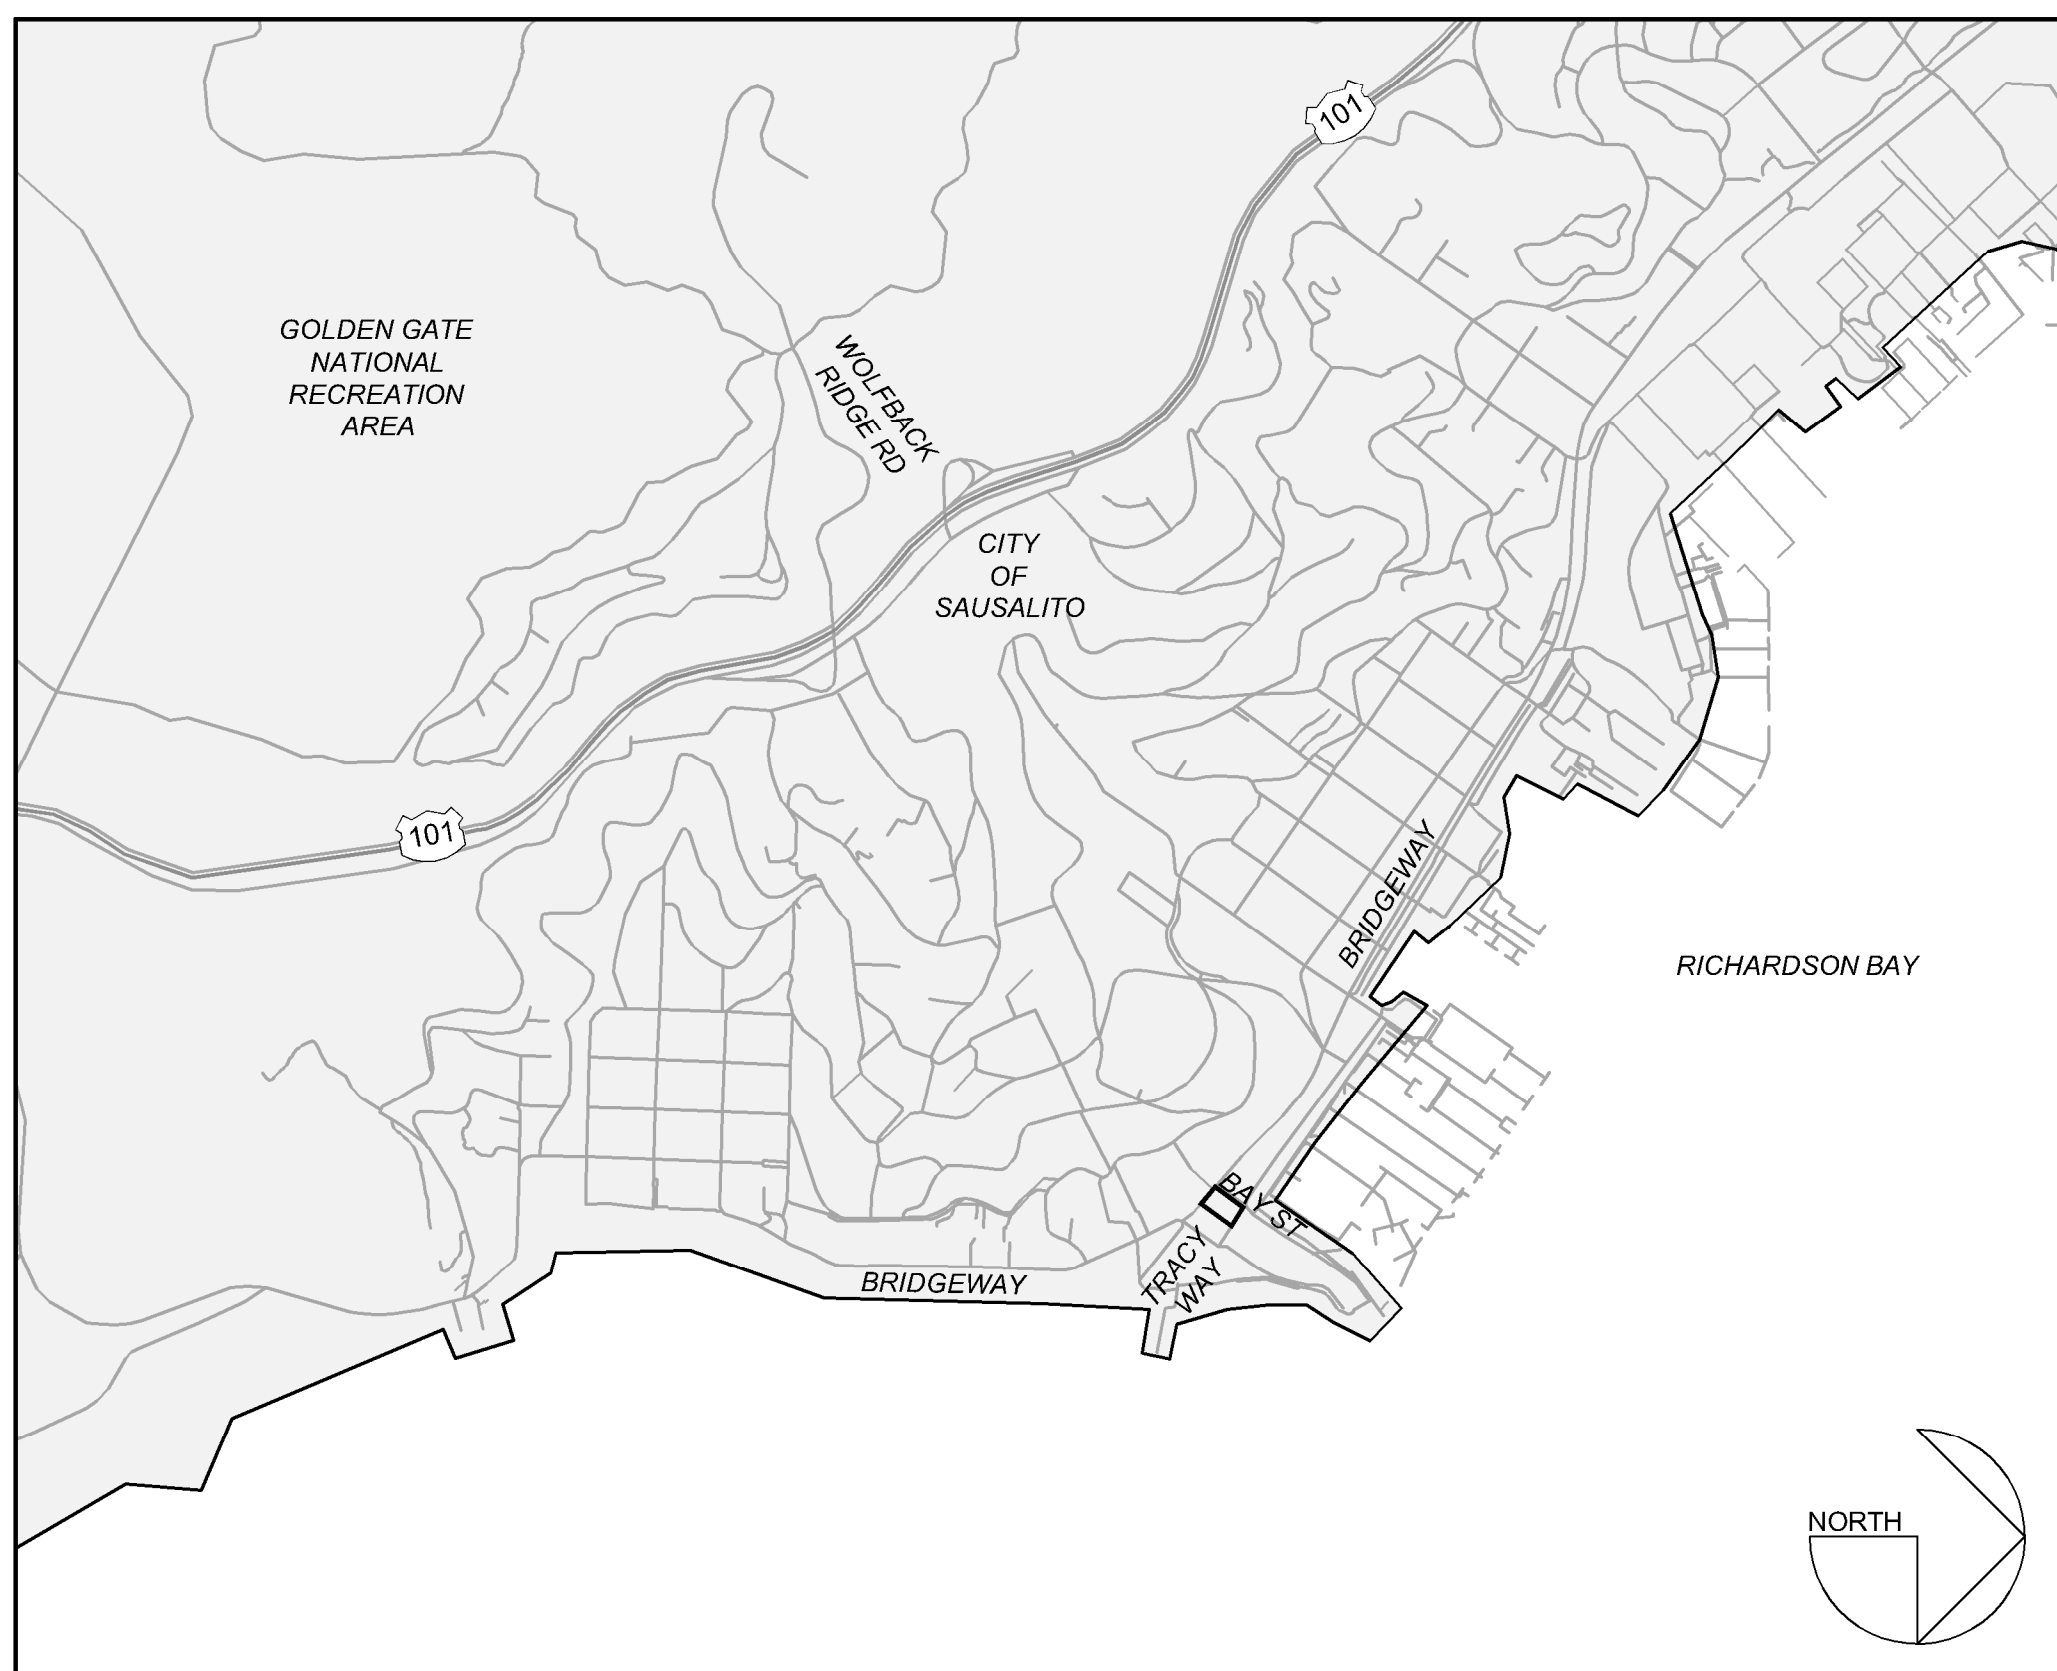 101
GOLDEN GATE
NATIONAL
RECREATION
AREA
WOLFBACK
RIDGE RD
CITY
OF
SAUSALITO
101
BRIDGEWAY
RICHARDSON BAY
BAY ST
TRACY
WAY
BRIDGEWAY
NORTH